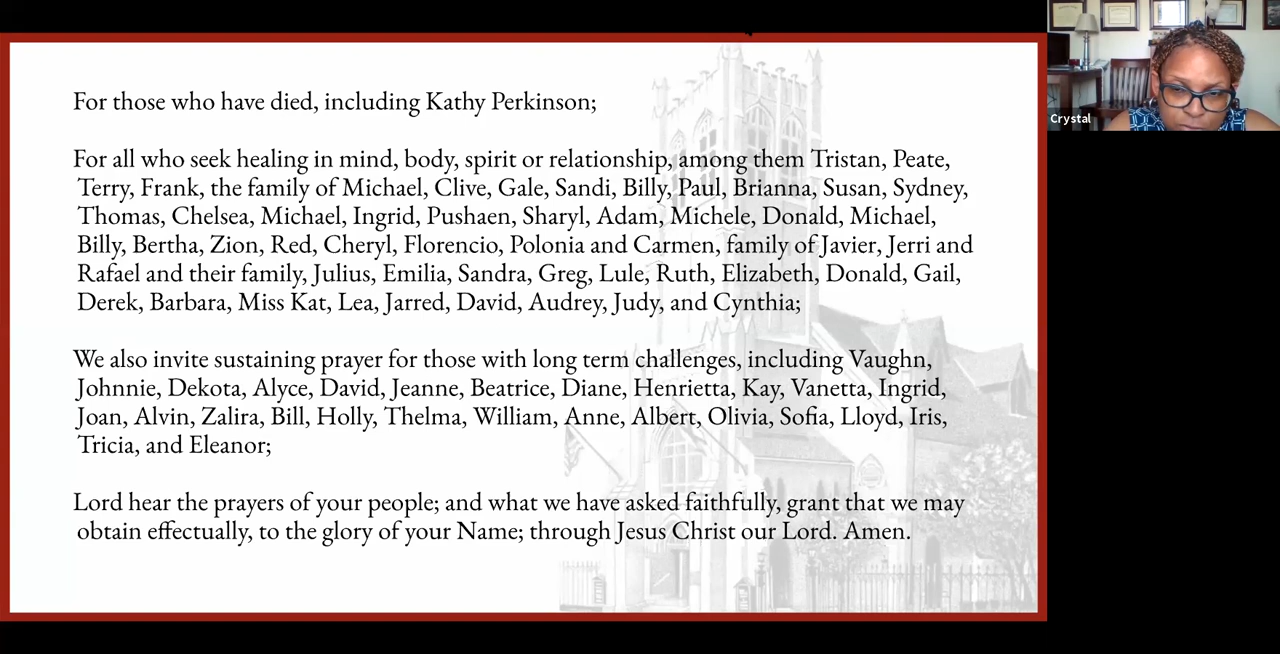 For those who have died, including Kathy Perkinson;
For all who seek healing in mind, body, spirit or relationship, among them Tristan, Peate,
Terry, Frank, the family of Michael, Clive, Gale, Sandi, Billy, Paul, Brianna, Susan, Sydney,
Thomas, Chelsea, Michael, Ingrid, Pushaen, Sharyl, Adam, Michele, Donald, Michael,
Billy, Bertha, Zion, Red, Cheryl, Florencio, Polonia and Carmen, family of Javier, Jerri and
Rafael and their family, Julius, Emilia, Sandra, Greg, Lule, Ruth, Elizabeth, Donald, Gail,
Derek, Barbara, Miss Kat, Lea, Jarred, David, Audrey, Judy, and Cynthia;
We also invite sustaining prayer for those with long term challenges, including Vaughn,
Johnnie, Dekota, Alyce, David, Jeanne, Beatrice, Diane, Henrietta, Kay, Vanetta, Ingrid,
Joan, Alvin, Zalira, Bill, Holly, Thelma, William, Anne, Albert, Olivia, Sofia, Lloyd, Iris,
Tricia, and Eleanor;
Lord hear the prayers of your people; and what we have asked faithfully, grant that we may
obtain effectually, to the glory of your Name; through Jesus Christ our Lord. Amen.
Crystal